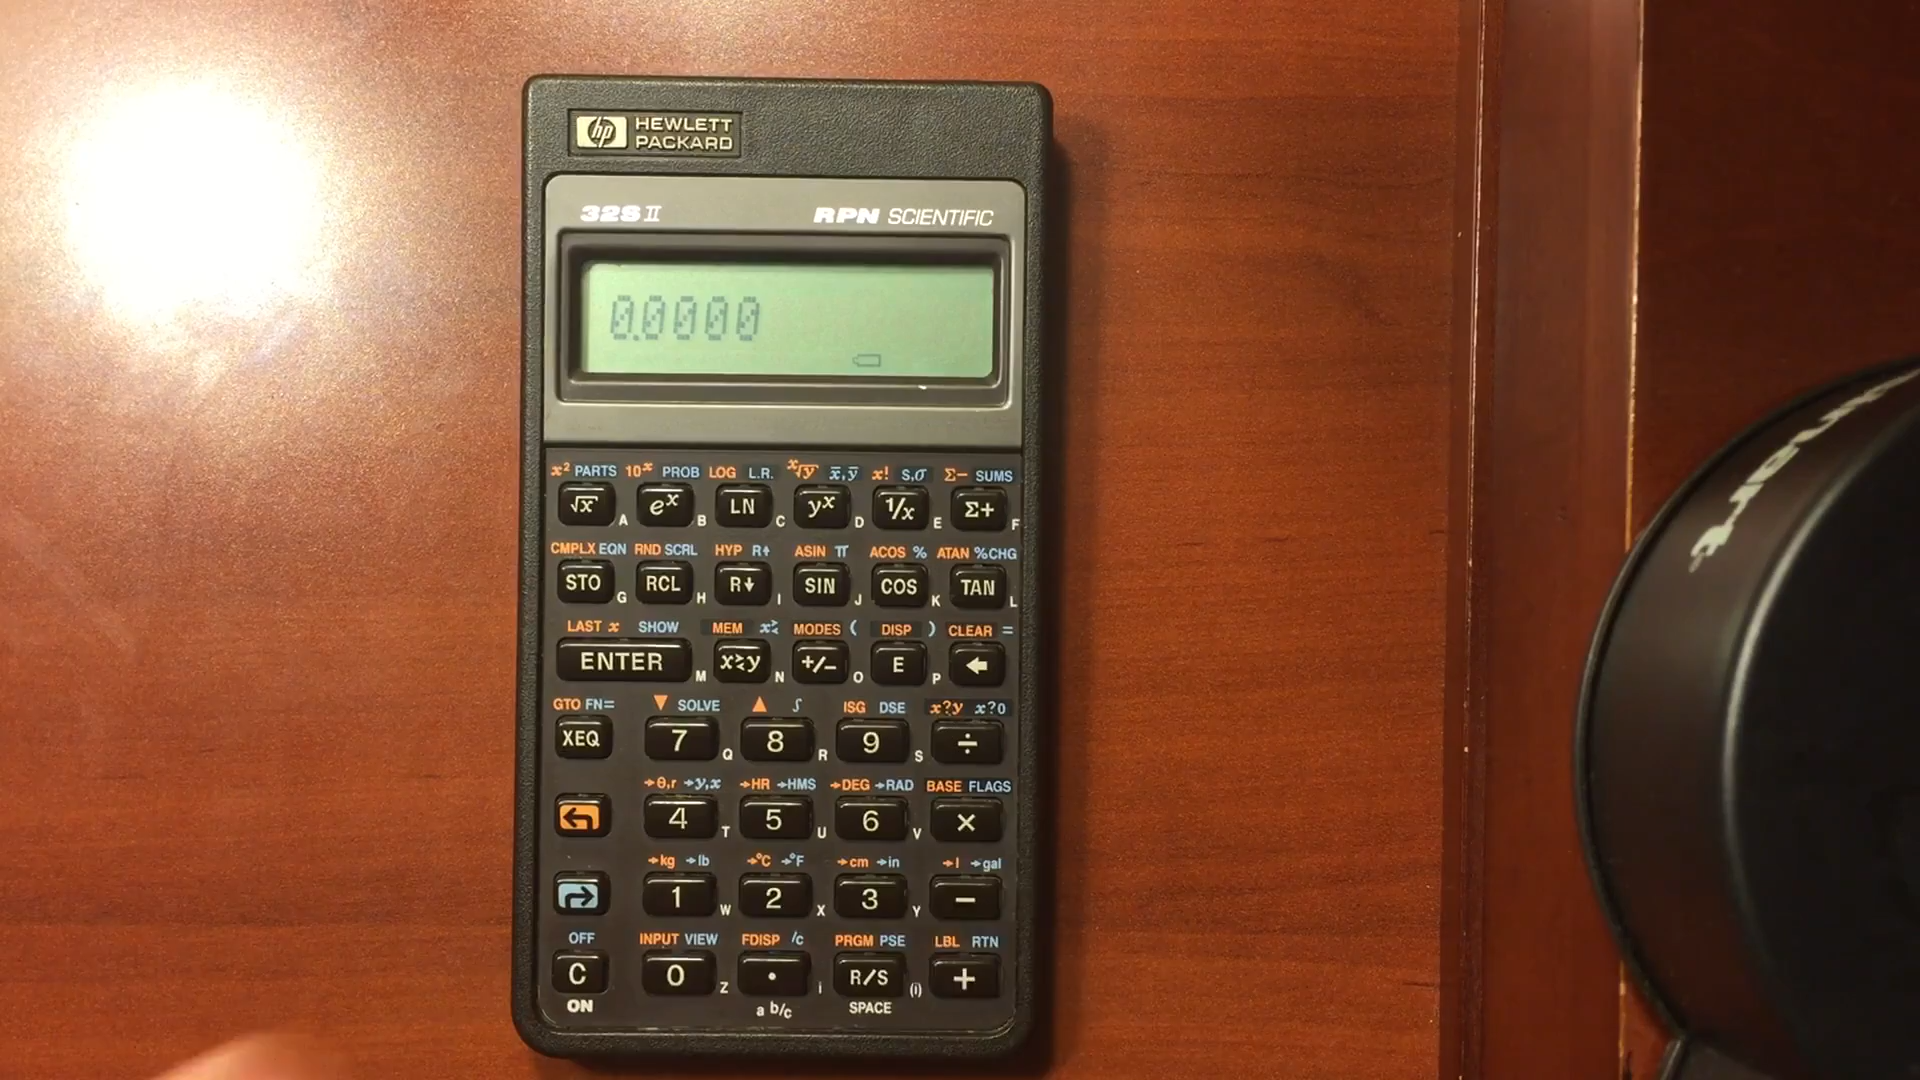 hp HEWLETT
PACKARD
32S II RPN SCIENTIFIC
0.0000
x² PARTS 10ˣ PROB LOG L.R. ˣ√y x̄,ȳ x! S,σ Σ− SUMS
√x A eˣ B LN C yˣ D 1/x E Σ+ F
CMPLX EQN RND SCRL HYP R↑ ASIN π ACOS % ATAN %CHG
STO G RCL H R↓ I SIN J COS K TAN L
LAST x SHOW MEM x≷ MODES ( DISP ) CLEAR =
ENTER M x≷y N +/− O E P ←
GTO FN= ▼ SOLVE ▲ ∫ ISG DSE x?y x?0
XEQ 7 Q 8 R 9 S ÷
→θ,r →y,x →HR →HMS →DEG →RAD BASE FLAGS
4 T 5 U 6 V ×
→kg →lb →°C →°F →cm →in →l →gal
1 W 2 X 3 Y −
OFF INPUT VIEW FDISP /c PRGM PSE LBL RTN
C 0 Z · i R/S (i) +
ON a b/c SPACE